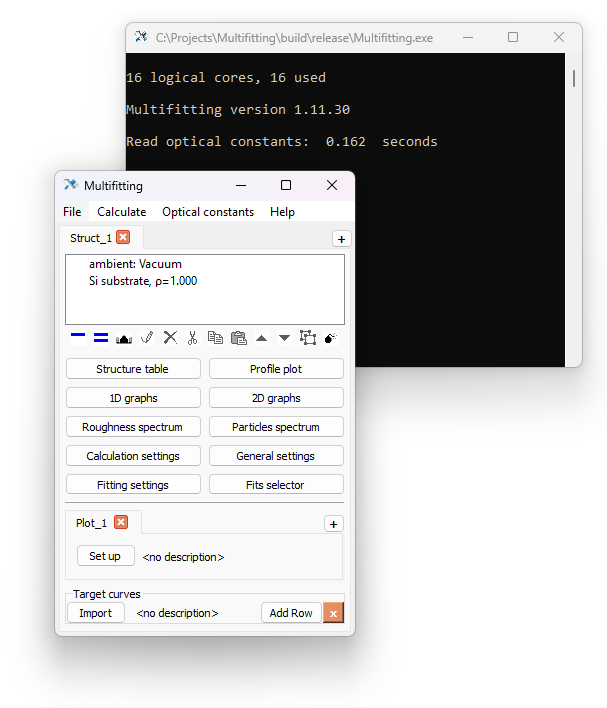 C:\Projects\Multifitting\build\release\Multifitting.exe
16 logical cores, 16 used
Multifitting version 1.11.30
Read optical constants:  0.162  seconds
Multifitting
File Calculate Optical constants Help
Struct_1 x +
ambient: Vacuum
Si substrate, ρ=1.000
Structure table Profile plot
1D graphs 2D graphs
Roughness spectrum Particles spectrum
Calculation settings General settings
Fitting settings Fits selector
Plot_1 x +
Set up <no description>
Target curves
Import <no description> Add Row x